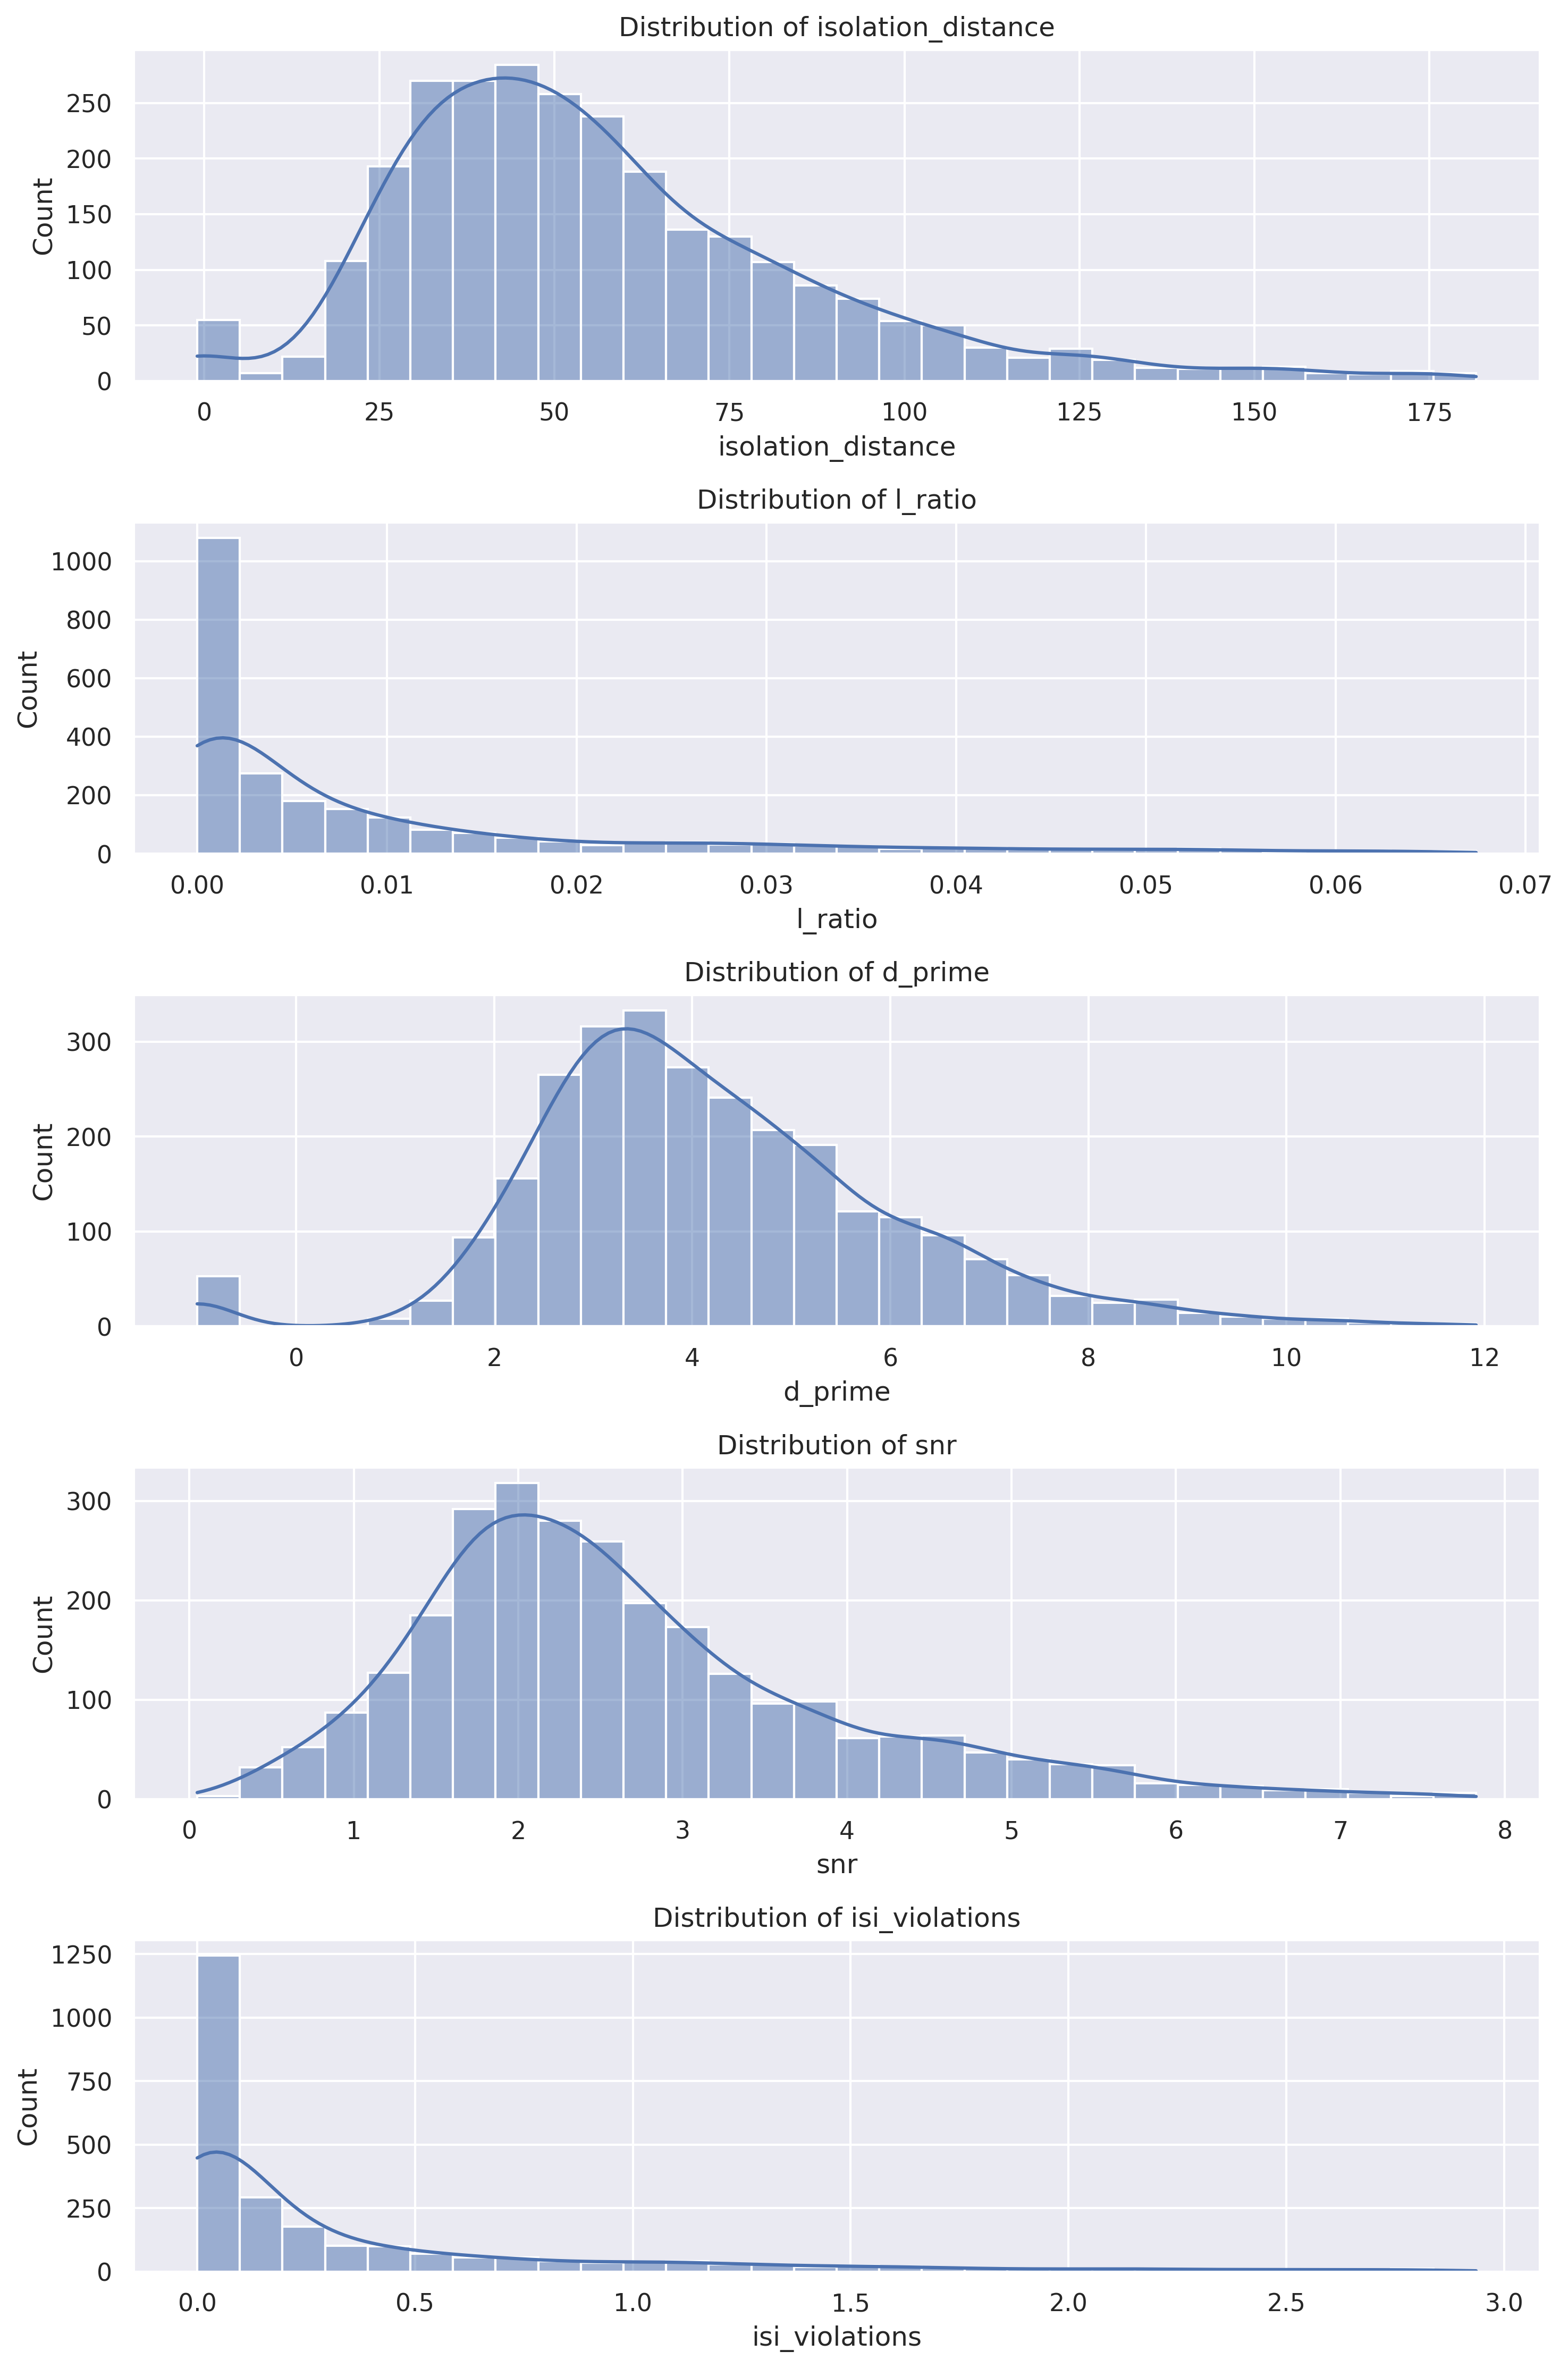 Distribution of isolation_distance
250
200
150
100
50
0
Count
0 25 50 75 100 125 150 175
isolation_distance
Distribution of l_ratio
1000
800
600
400
200
0
Count
0.00 0.01 0.02 0.03 0.04 0.05 0.06 0.07
l_ratio
Distribution of d_prime
300
200
100
0
Count
0 2 4 6 8 10 12
d_prime
Distribution of snr
300
200
100
0
Count
0 1 2 3 4 5 6 7 8
snr
Distribution of isi_violations
1250
1000
750
500
250
0
Count
0.0 0.5 1.0 1.5 2.0 2.5 3.0
isi_violations